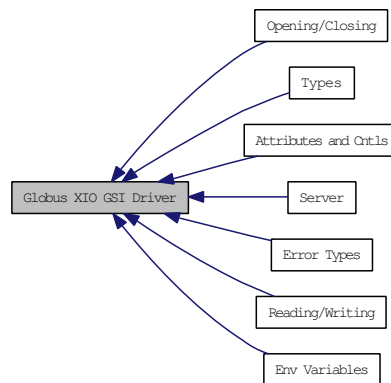 Opening/Closing
Types
Attributes and Cntls
Globus XIO GSI Driver
Server
Error Types
Reading/Writing
Env Variables